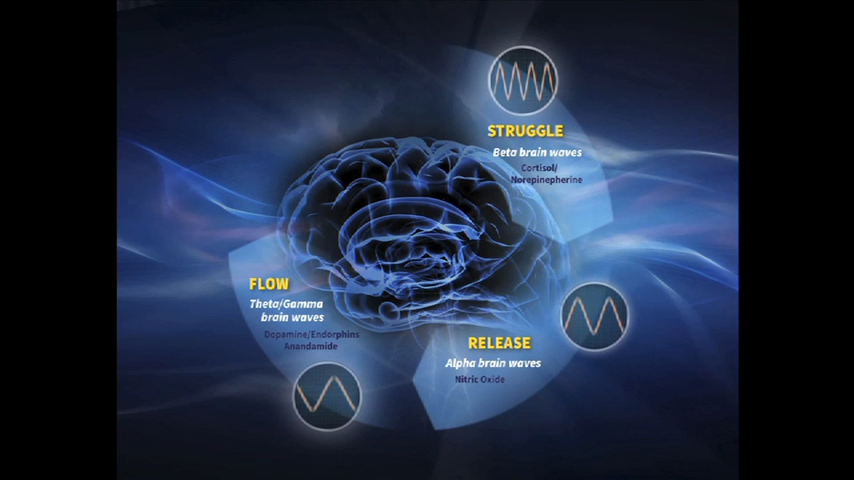 STRUGGLE
Beta brain waves
Cortisol/
Norepinepherine
FLOW
Theta/Gamma
brain waves
Dopamine/Endorphins
Anandamide
RELEASE
Alpha brain waves
Nitric Oxide